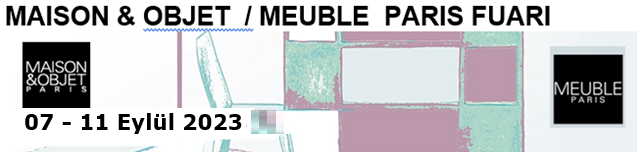 MAISON & OBJET / MEUBLE PARIS FUARI
MAISON
&OBJET
PARIS
MEUBLE
PARIS
07 - 11 Eylül 2023